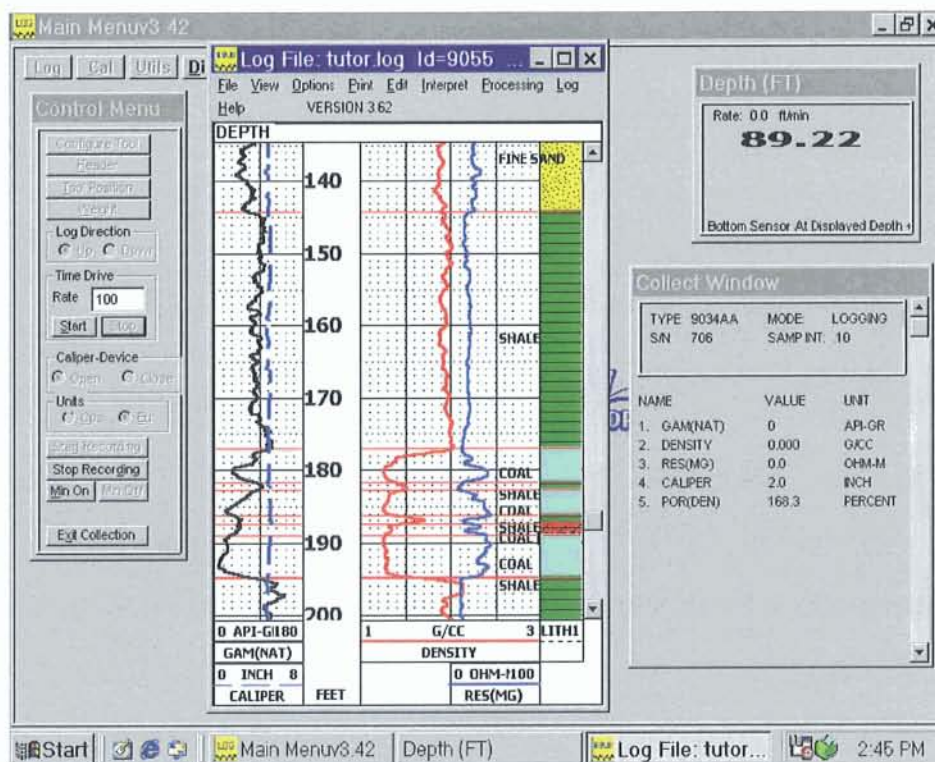 Main Menuv3 42
Log Cal Utils Di
Control Menu
Configure Tool
Header
Tool Position
Weight
Log Direction
Up Down
Time Drive
Rate 100
Start Stop
Caliper-Device
Open Close
Units
Cps Eu
Start Recording
Stop Recording
Min On Min Off
Exit Collection
Log File: tutor.log Id=9055 ...
File View Options Print Edit Interpret Processing Log
Help VERSION 3.62
DEPTH
FINE SAND
140
150
160
SHALE
170
180
COAL
SHALE
COAL
SHALE
190
COAL
COAL
SHALE
200
0 API-G 180
1 G/CC 3
LITH1
GAM(NAT)
DENSITY
0 INCH 8
0 OHM-M 100
CALIPER FEET RES(MG)
Depth (FT)
Rate: 0.0 ft/min
89.22
Bottom Sensor At Displayed Depth
Collect Window
TYPE 9034AA MODE: LOGGING
S/N 706 SAMP INT: .10
NAME VALUE UNIT
1. GAM(NAT) 0 API-GR
2. DENSITY 0.000 G/CC
3. RES(MG) 0.0 OHM-M
4. CALIPER 2.0 INCH
5. POR(DEN) 168.3 PERCENT
Start Main Menuv3.42 Depth (FT) Log File: tutor... 2:45 PM